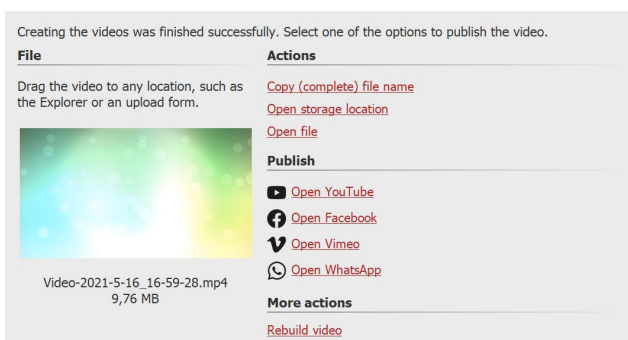 Creating the videos was finished successfully. Select one of the options to publish the video.
File
Drag the video to any location, such as
the Explorer or an upload form.
Video-2021-5-16_16-59-28.mp4
9,76 MB
Actions
Copy (complete) file name
Open storage location
Open file
Publish
Open YouTube
Open Facebook
Open Vimeo
Open WhatsApp
More actions
Rebuild video